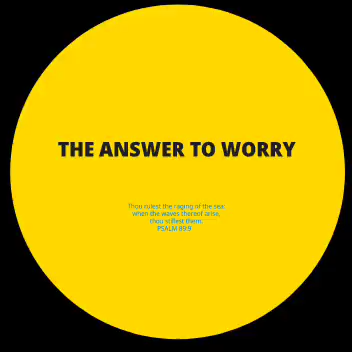 THE ANSWER TO WORRY
Thou rulest the raging of the sea:
when the waves thereof arise,
thou stillest them.
PSALM 89:9